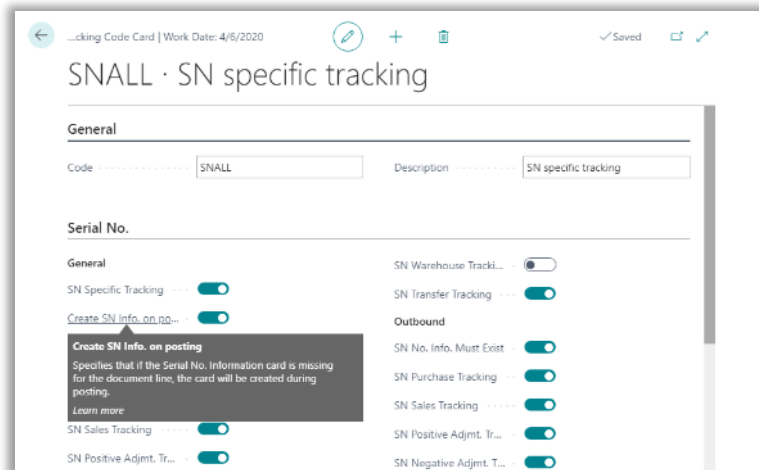 ...cking Code Card | Work Date: 4/6/2020
Saved
SNALL · SN specific tracking
General
Code
SNALL
Description
SN specific tracking
Serial No.
General
SN Specific Tracking
Create SN Info. on po...
Create SN Info. on posting
Specifies that if the Serial No. Information card is missing
for the document line, the card will be created during
posting.
Learn more
SN Sales Tracking
SN Positive Adjmt. Tr...
SN Warehouse Tracki...
SN Transfer Tracking
Outbound
SN No. Info. Must Exist
SN Purchase Tracking
SN Sales Tracking
SN Positive Adjmt. Tr...
SN Negative Adjmt. T...